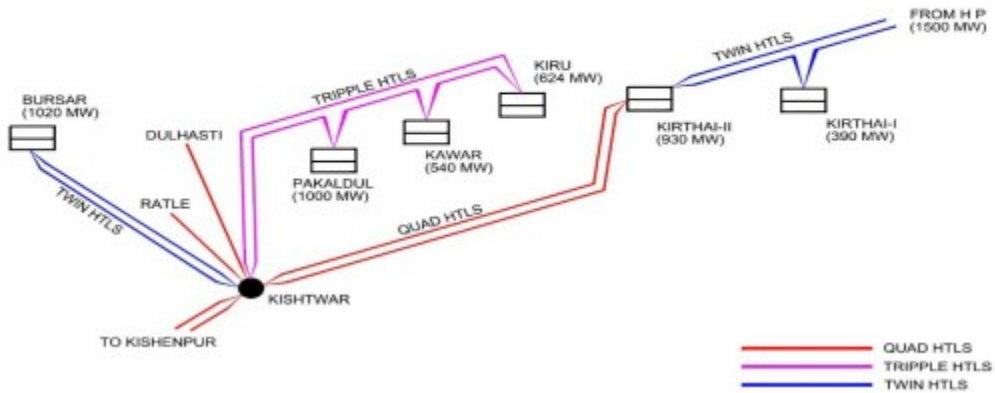 FROM H P
(1500 MW)
TWIN HTLS
KIRU
(624 MW)
TRIPPLE HTLS
BURSAR
(1020 MW)
DULHASTI
KIRTHAI-II
(930 MW)
KIRTHAI-I
(390 MW)
KAWAR
(540 MW)
PAKALDUL
(1000 MW)
TWIN HTLS
RATLE
QUAD HTLS
KISHTWAR
TO KISHENPUR
QUAD HTLS
TRIPPLE HTLS
TWIN HTLS